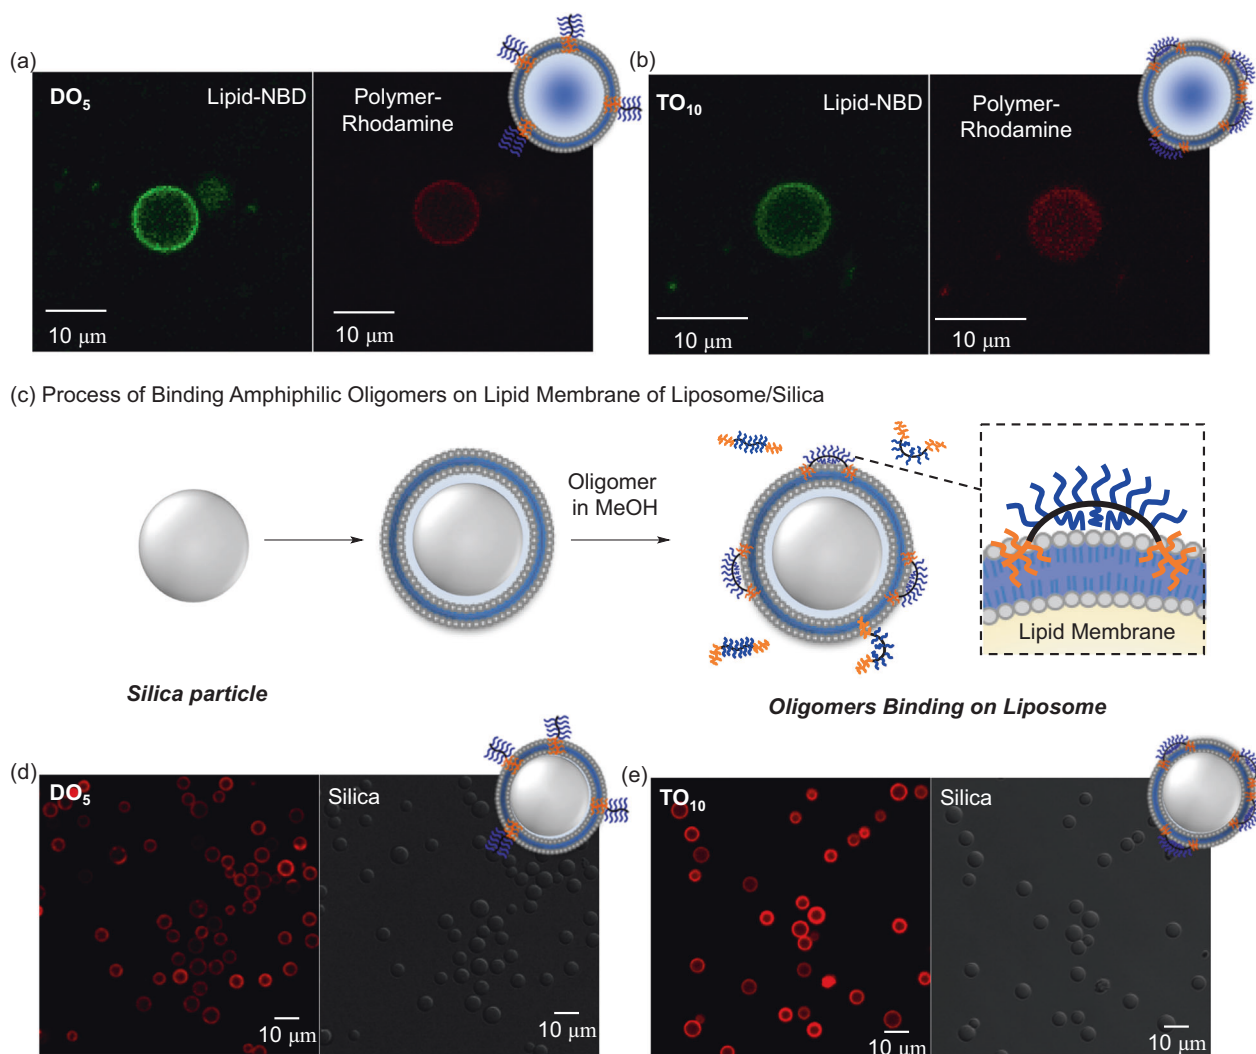 (a)
DO₅
Lipid-NBD
Polymer-
Rhodamine
10 μm
(b)
TO₁₀
Lipid-NBD
Polymer-
Rhodamine
10 μm
10 μm
10 μm
(c) Process of Binding Amphiphilic Oligomers on Lipid Membrane of Liposome/Silica
Oligomer
in MeOH
Lipid Membrane
Silica particle
Oligomers Binding on Liposome
(d)
DO₅
Silica
10 μm
10 μm
(e)
TO₁₀
Silica
10 μm
10 μm